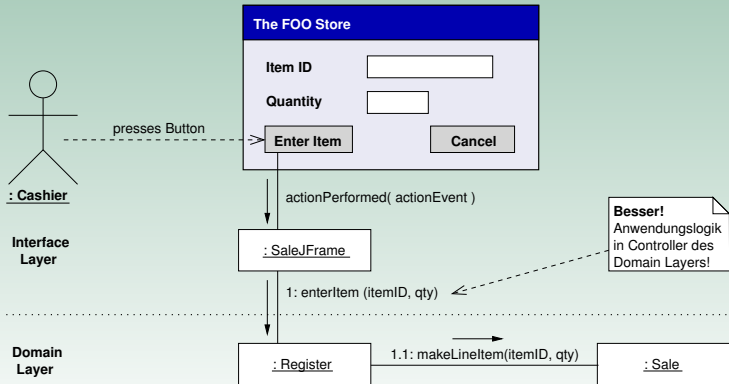 The FOO Store
Item ID
Quantity
presses Button
Enter Item
Cancel
: Cashier
actionPerformed( actionEvent )
Besser!
Anwendungslogik
in Controller des
Domain Layers!
Interface
Layer
: SaleJFrame
1: enterItem (itemID, qty)
Domain
Layer
: Register
1.1: makeLineItem(itemID, qty)
: Sale